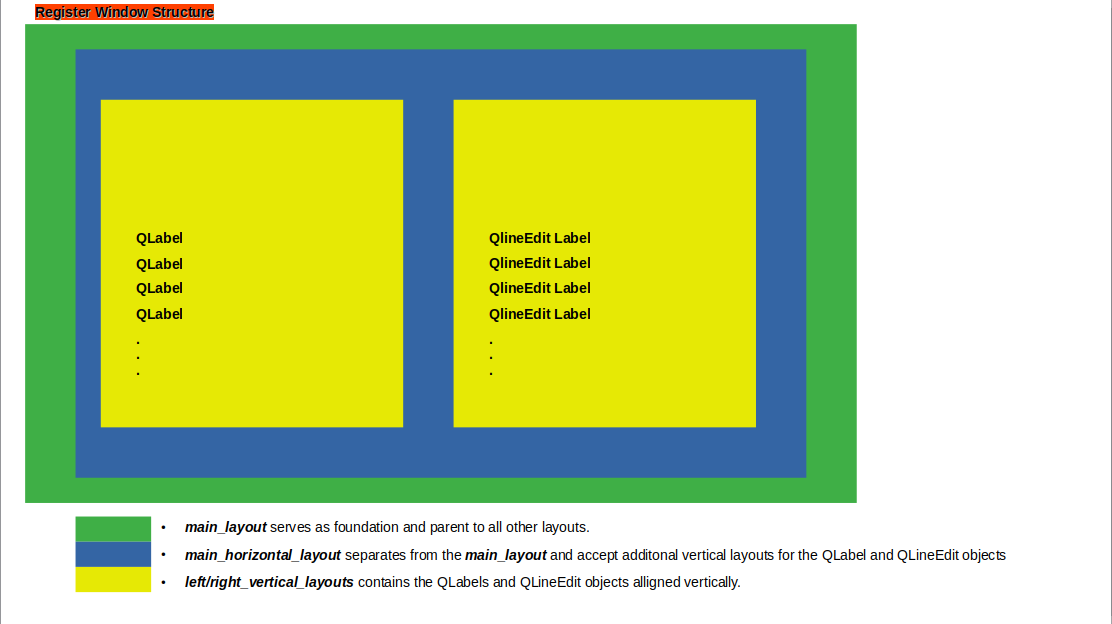 Register Window Structure
QLabel QlineEdit Label
QLabel QlineEdit Label
QLabel QlineEdit Label
QLabel QlineEdit Label
. .
. .
. .
• main_layout serves as foundation and parent to all other layouts.
• main_horizontal_layout separates from the main_layout and accept additonal vertical layouts for the QLabel and QLineEdit objects
• left/right_vertical_layouts contains the QLabels and QLineEdit objects alligned vertically.